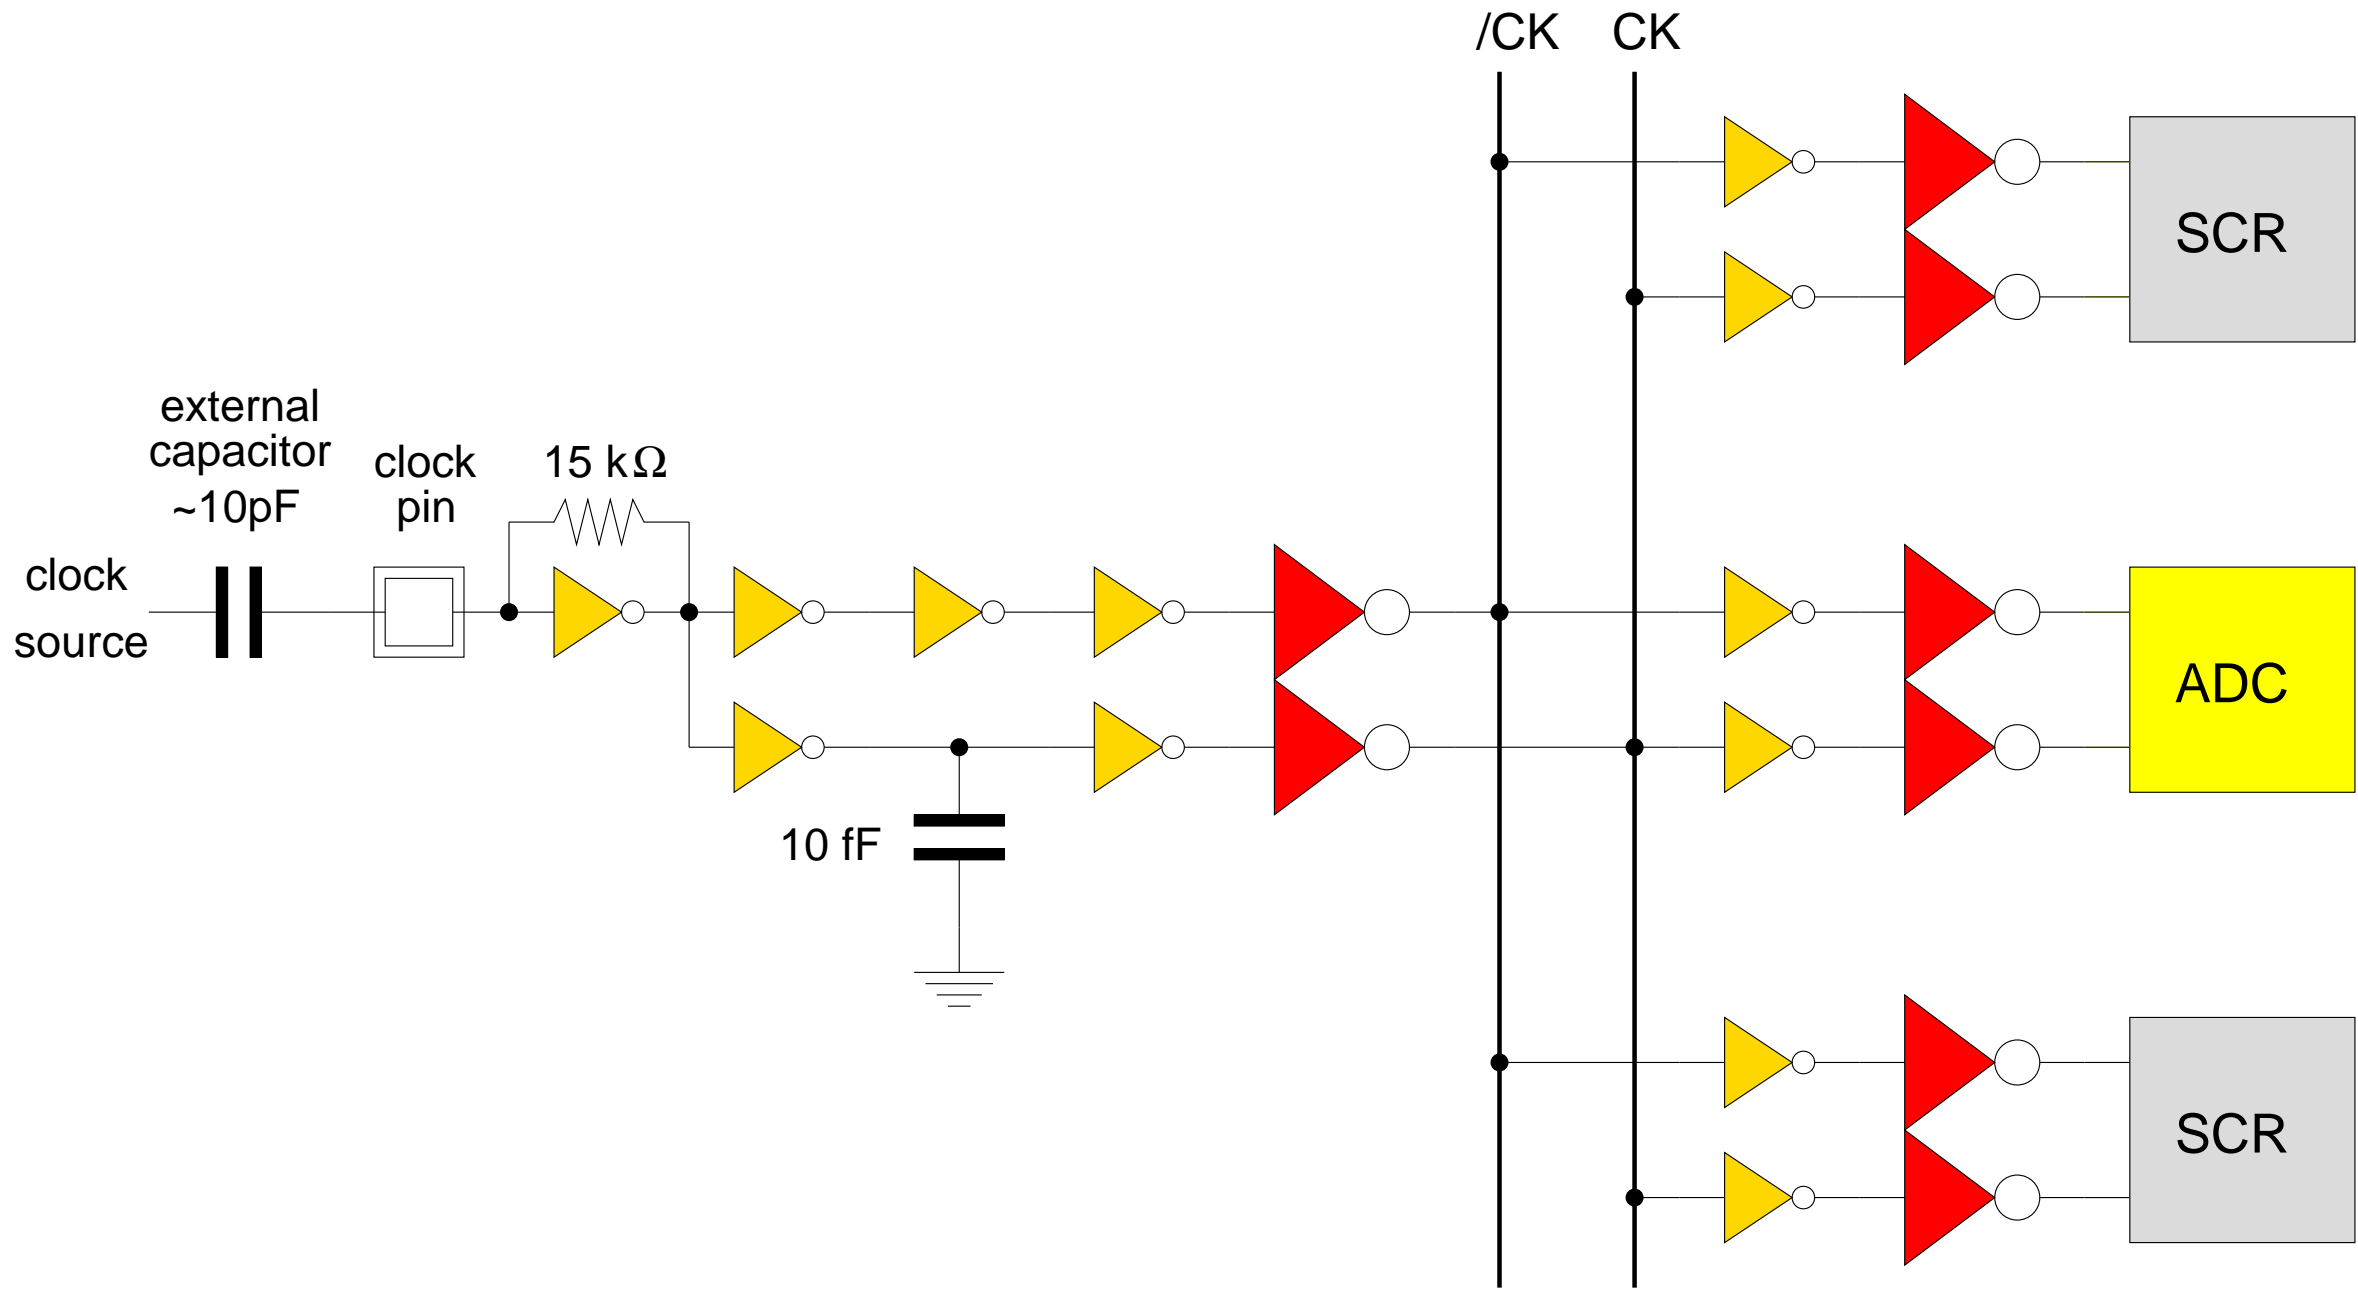 /CK
CK
SCR
external
capacitor
~10pF
clock
pin
15 kΩ
clock
source
ADC
10 fF
SCR